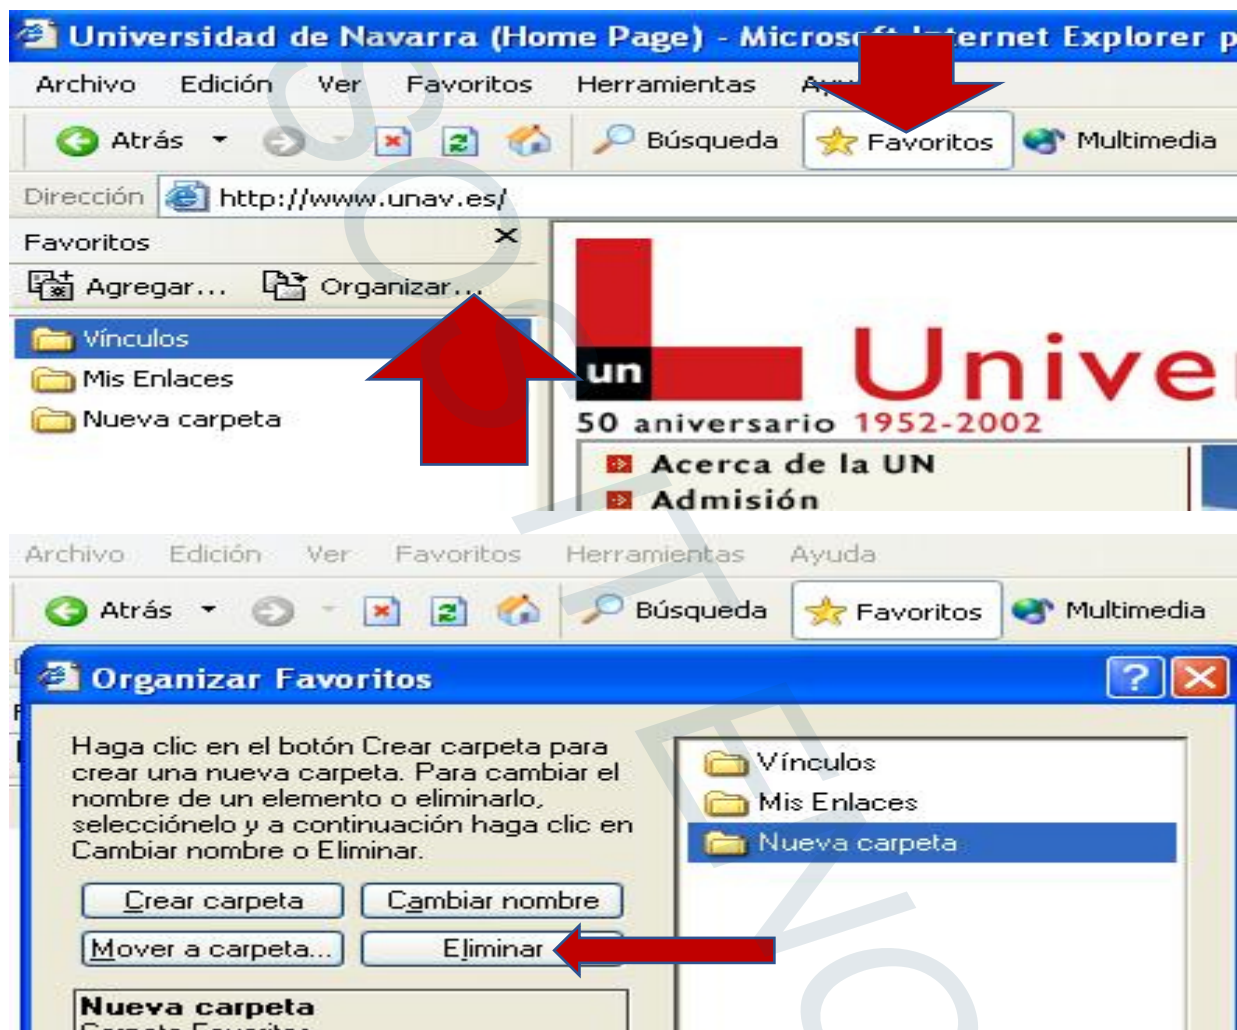 Universidad de Navarra (Home Page) - Microsoft Internet Explorer p
Archivo Edición Ver Favoritos Herramientas
Atrás Búsqueda Favoritos Multimedia
Dirección http://www.unav.es/
Favoritos
Agregar... Organizar...
Vínculos
Mis Enlaces
Nueva carpeta
un Univer
50 aniversario 1952-2002
Acerca de la UN
Admisión
Archivo Edición Ver Favoritos Herramientas Ayuda
Atrás Búsqueda Favoritos Multimedia
Organizar Favoritos
Haga clic en el botón Crear carpeta para
crear una nueva carpeta. Para cambiar el
nombre de un elemento o eliminarlo,
selecciónelo y a continuación haga clic en
Cambiar nombre o Eliminar.
Crear carpeta Cambiar nombre
Mover a carpeta... Eliminar
Nueva carpeta
Carpeta Favoritos
Vínculos
Mis Enlaces
Nueva carpeta